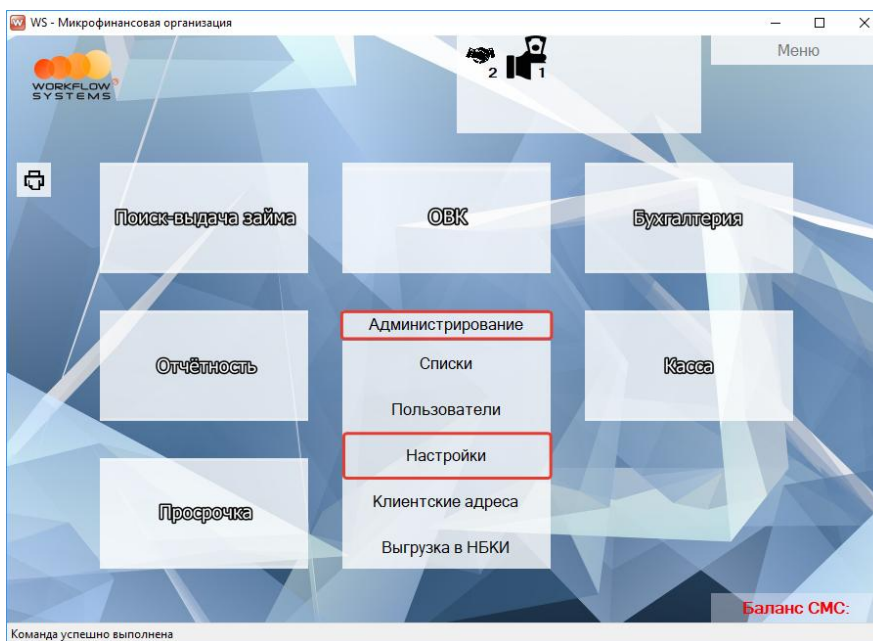 WS - Микрофинансовая организация
Меню
2 1
WORKFLOW
SYSTEMS
Поиск-выдача займа
ОВК
Бухгалтерия
Администрирование
Отчётность
Списки
Касса
Пользователи
Настройки
Просрочка
Клиентские адреса
Выгрузка в НБКИ
Баланс СМС:
Команда успешно выполнена